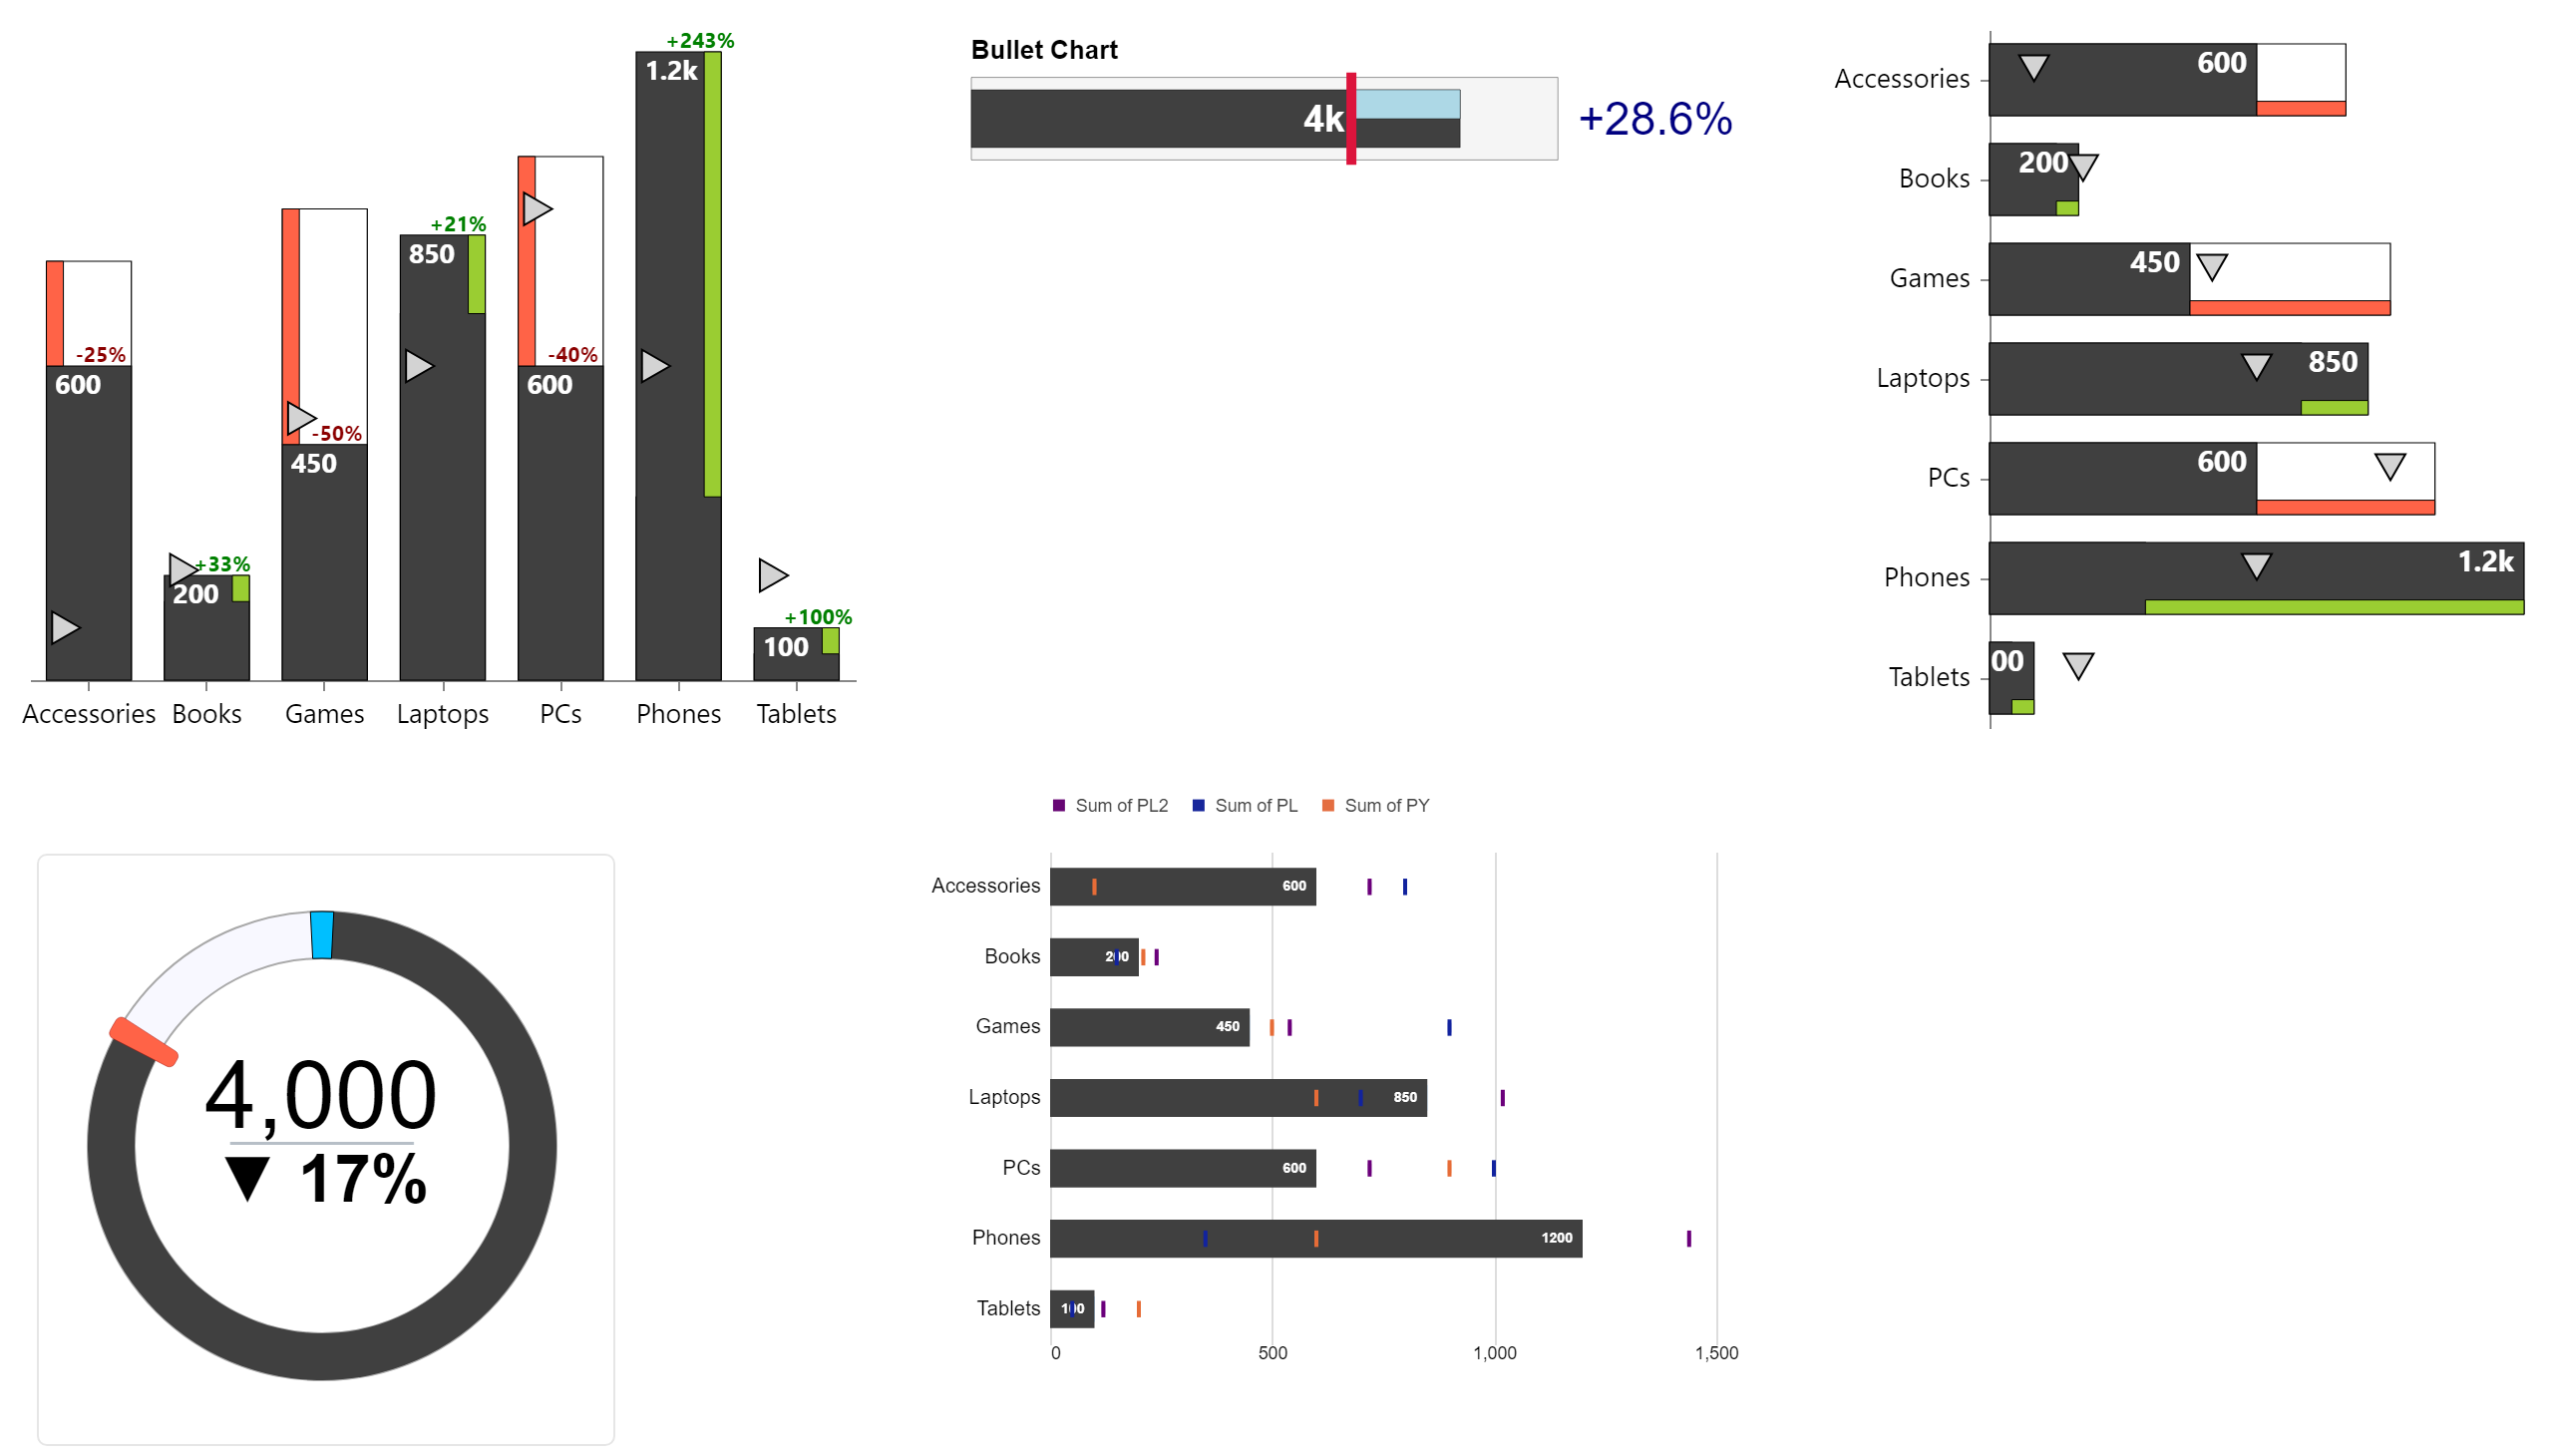 +243%
1.2k
+21%
850
-25%
600
-40%
600
-50%
450
+33%
200
+100%
100
Accessories Books Games Laptops PCs Phones Tablets
Bullet Chart
4k +28.6%
Accessories 600
Books 200
Games 450
Laptops 850
PCs 600
Phones 1.2k
Tablets 00
4,000
▼ 17%
Sum of PL2 Sum of PL Sum of PY
Accessories 600
Books 200
Games 450
Laptops 850
PCs 600
Phones 1200
Tablets 100
0 500 1,000 1,500